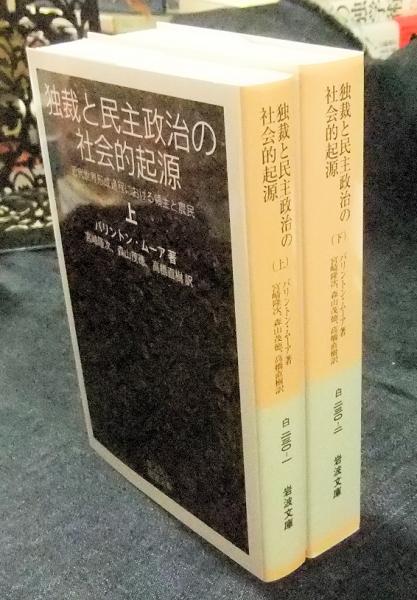 独裁と民主政治の
社会的起源
近代世界形成過程における領主と農民
上
バリントン・ムーア著
宮崎隆次、森山茂徳、高橋直樹訳
独裁と民主政治の
社会的起源
(上)
バリントン・ムーア著
宮崎隆次、森山茂徳、高橋直樹訳
白二三〇-一
岩波文庫
独裁と民主政治の
社会的起源
(下)
バリントン・ムーア著
宮崎隆次、森山茂徳、高橋直樹訳
白二三〇-二
岩波文庫